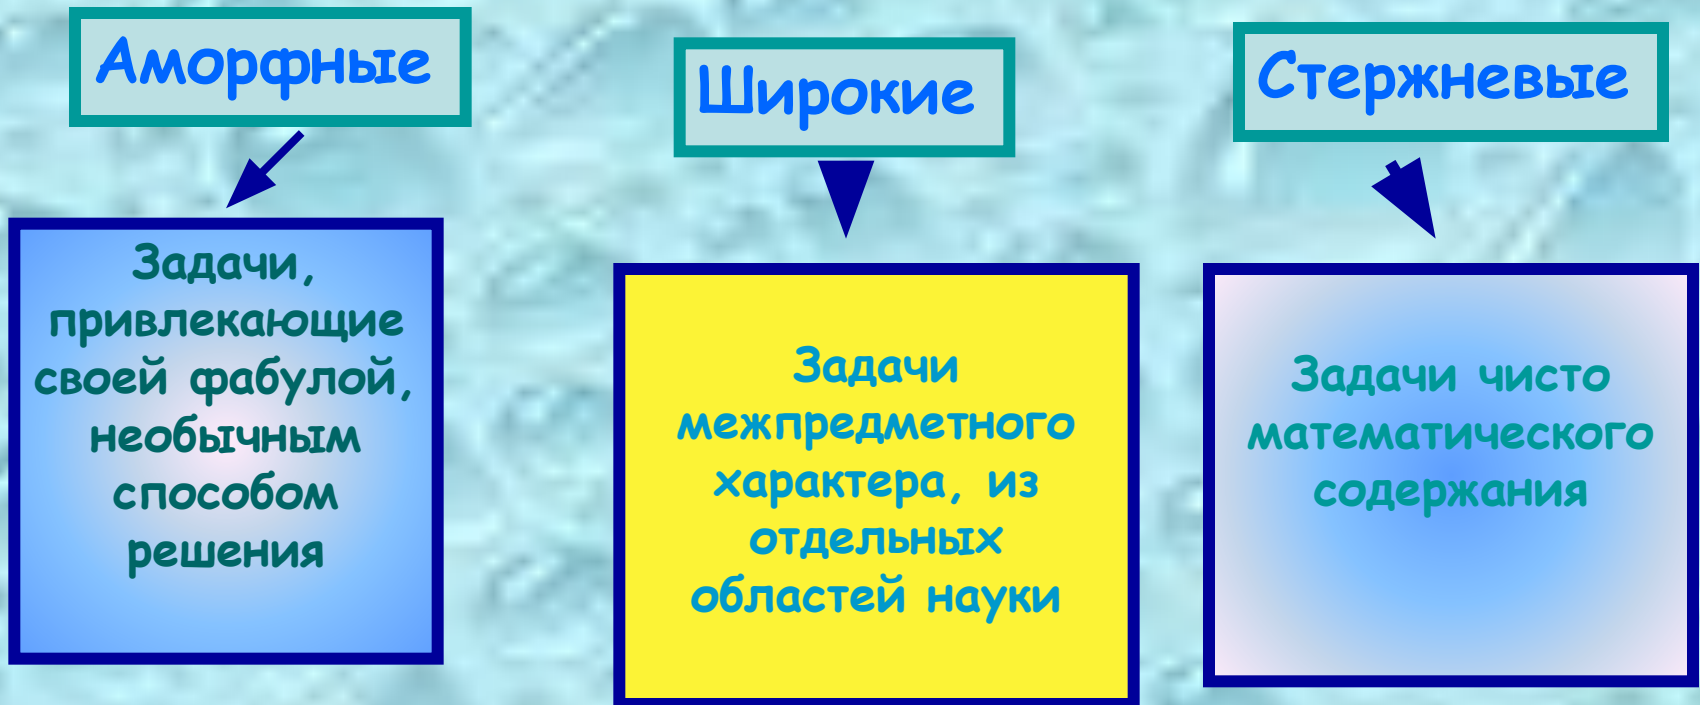 Аморфные
Широкие
Стержневые
Задачи,
привлекающие
своей фабулой,
необычным
способом
решения
Задачи
межпредметного
характера, из
отдельных
областей науки
Задачи чисто
математического
содержания